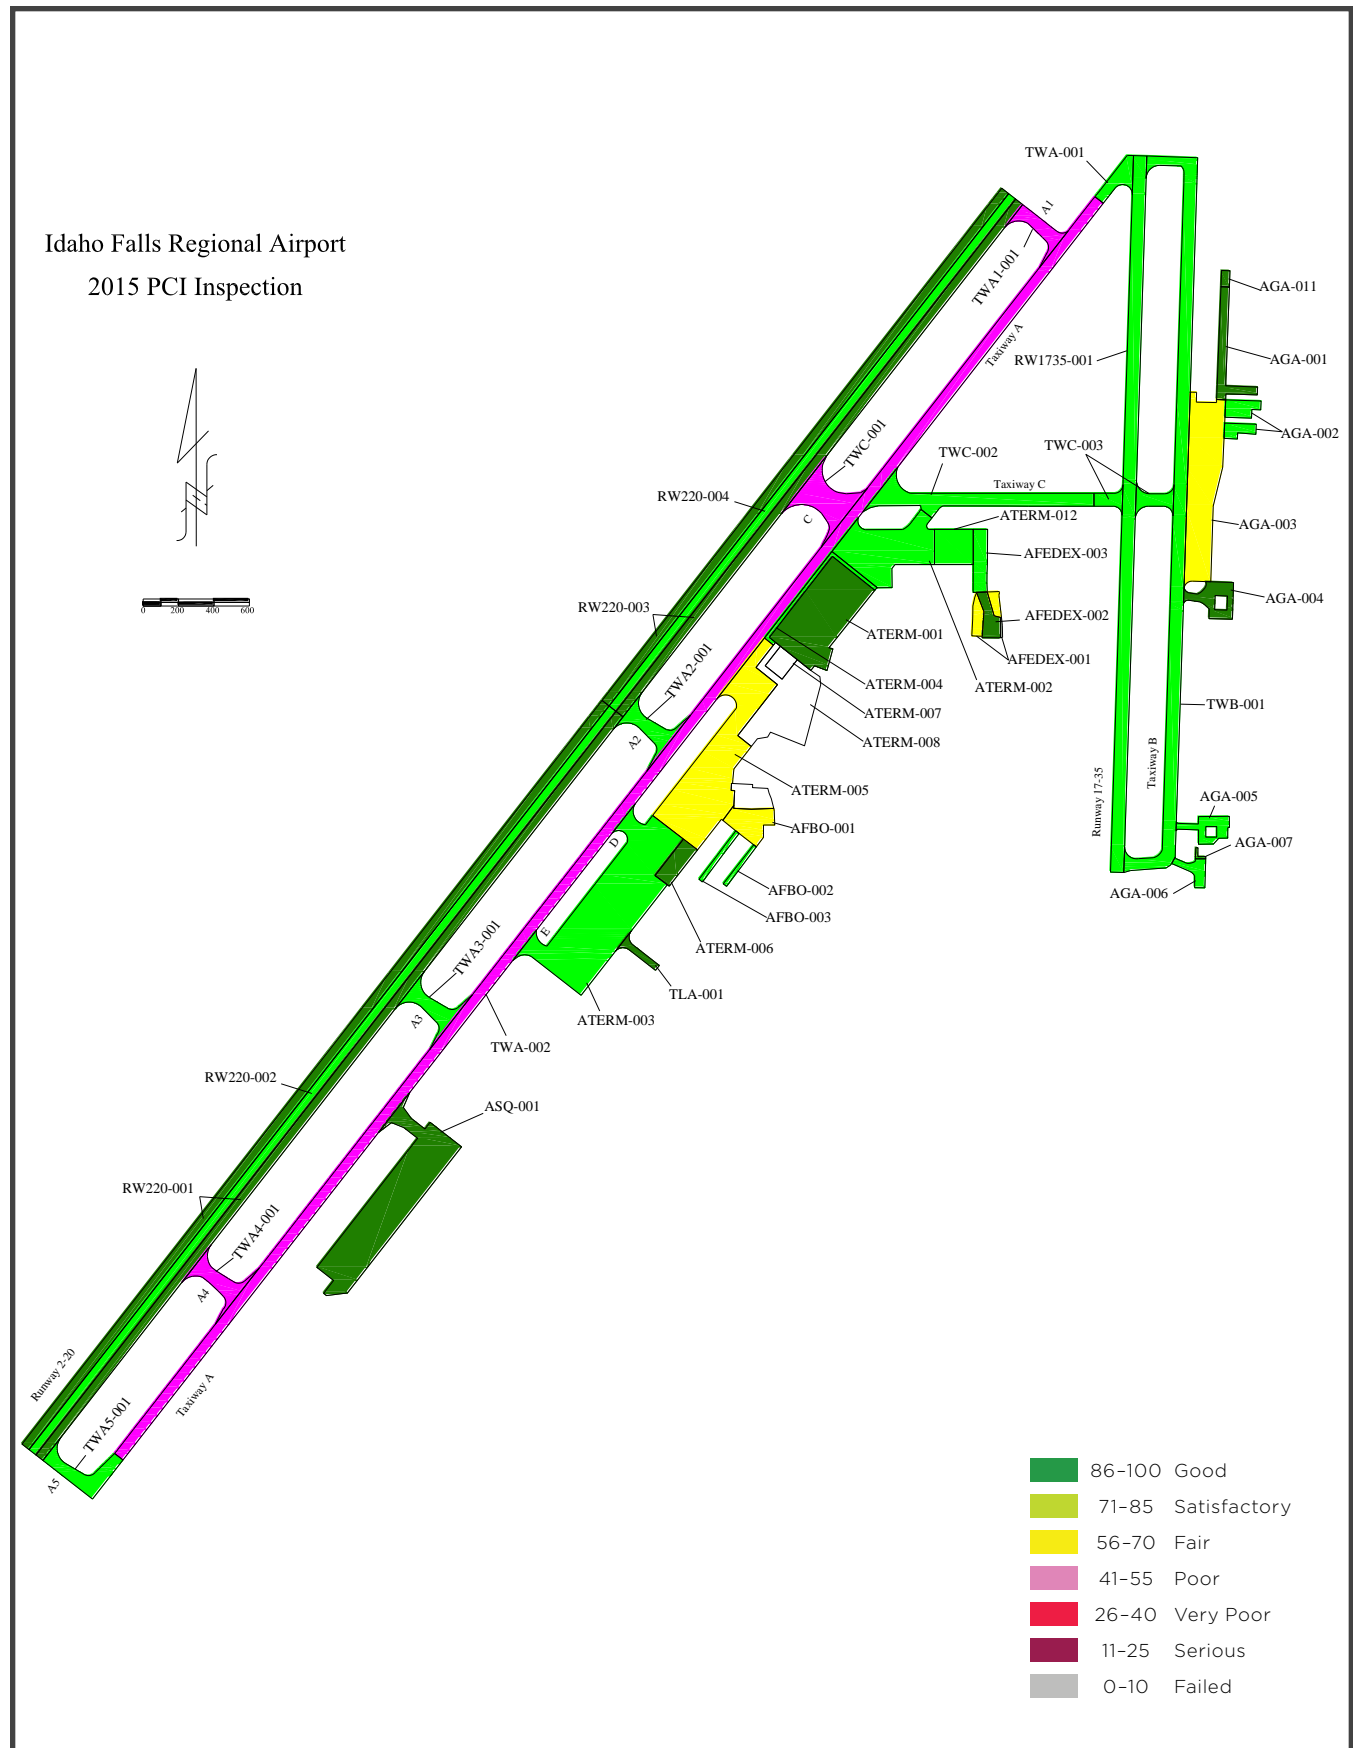 Idaho Falls Regional Airport
2015 PCI Inspection
0 200 400 600
TWA-001
A1
TWA1-001
Taxiway A
RW1735-001
AGA-011
AGA-001
AGA-002
TWC-001
TWC-002
TWC-003
Taxiway C
RW220-004
C
ATERM-012
AGA-003
AFEDEX-003
AGA-004
RW220-003
AFEDEX-002
ATERM-001
AFEDEX-001
TWA2-001
ATERM-004
ATERM-002
ATERM-007
TWB-001
A2
ATERM-008
Taxiway B
Runway 17-35
ATERM-005
AGA-005
AFBO-001
AGA-007
D
AFBO-002
AGA-006
AFBO-003
E
TWA3-001
ATERM-006
TLA-001
A3
ATERM-003
TWA-002
RW220-002
ASQ-001
RW220-001
TWA4-001
A4
Runway 2-20
Taxiway A
TWA5-001
A5
86–100 Good
71–85 Satisfactory
56–70 Fair
41–55 Poor
26–40 Very Poor
11–25 Serious
0–10 Failed